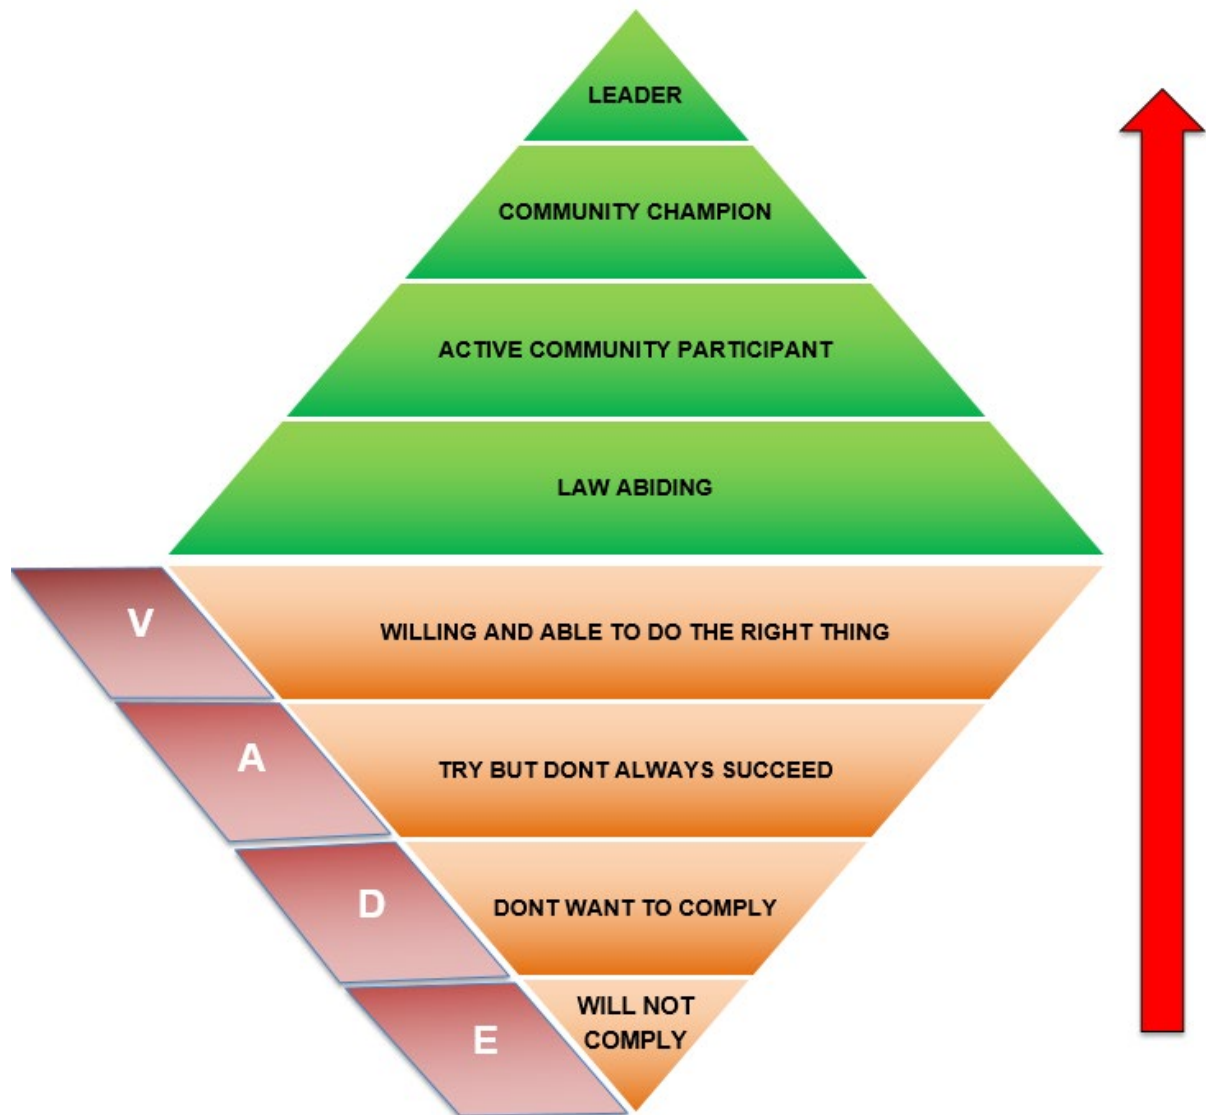 LEADER
COMMUNITY CHAMPION
ACTIVE COMMUNITY PARTICIPANT
LAW ABIDING
V
WILLING AND ABLE TO DO THE RIGHT THING
A
TRY BUT DONT ALWAYS SUCCEED
D
DONT WANT TO COMPLY
E
WILL NOT
COMPLY